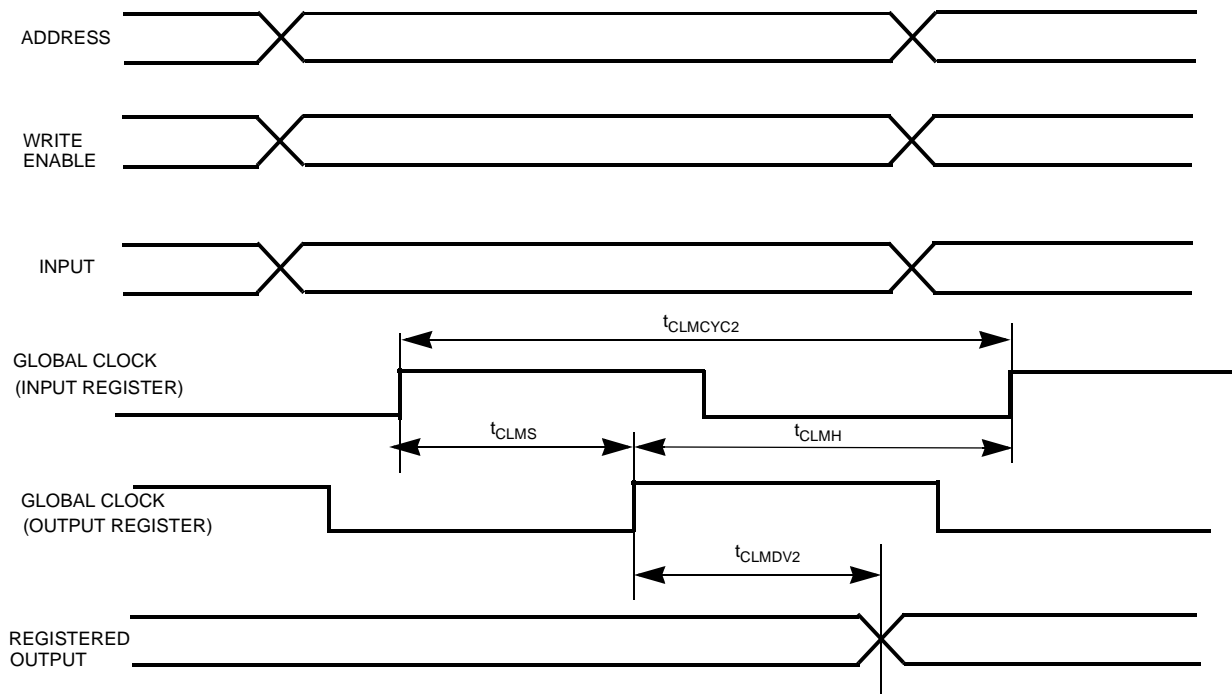 ADDRESS
WRITE
ENABLE
INPUT
tCLMCYC2
GLOBAL CLOCK
(INPUT REGISTER)
tCLMS
tCLMH
GLOBAL CLOCK
(OUTPUT REGISTER)
tCLMDV2
REGISTERED
OUTPUT